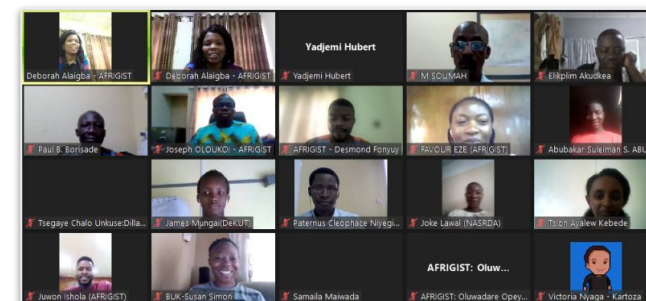 Deborah Alaigba - AFRIGIST
Deborah Alaigba - AFRIGIST
Yadjemi Hubert
Yadjemi Hubert
M SOUMAH
Elikplim Akudkea
Paul B. Borisade
Joseph OLOUKOI - AFRIGIST
AFRIGIST - Desmond Fonyuy
FAVOUR EZE (AFRIGIST)
Abubakar Suleiman S. ABU
Tsegaye Chalo Unkuse:Dilla...
James Mungai(DeKUT)
Paternus Cleophace Niyegi...
Joke Lawal (NASRDA)
Tsion Ayalew Kebede
AFRIGIST: Oluw...
Juwon Ishola (AFRIGIST)
BUK-Susan Simon
Samaila Maiwada
AFRIGIST: Oluwadare Opey...
Victoria Nyaga - Kartoza